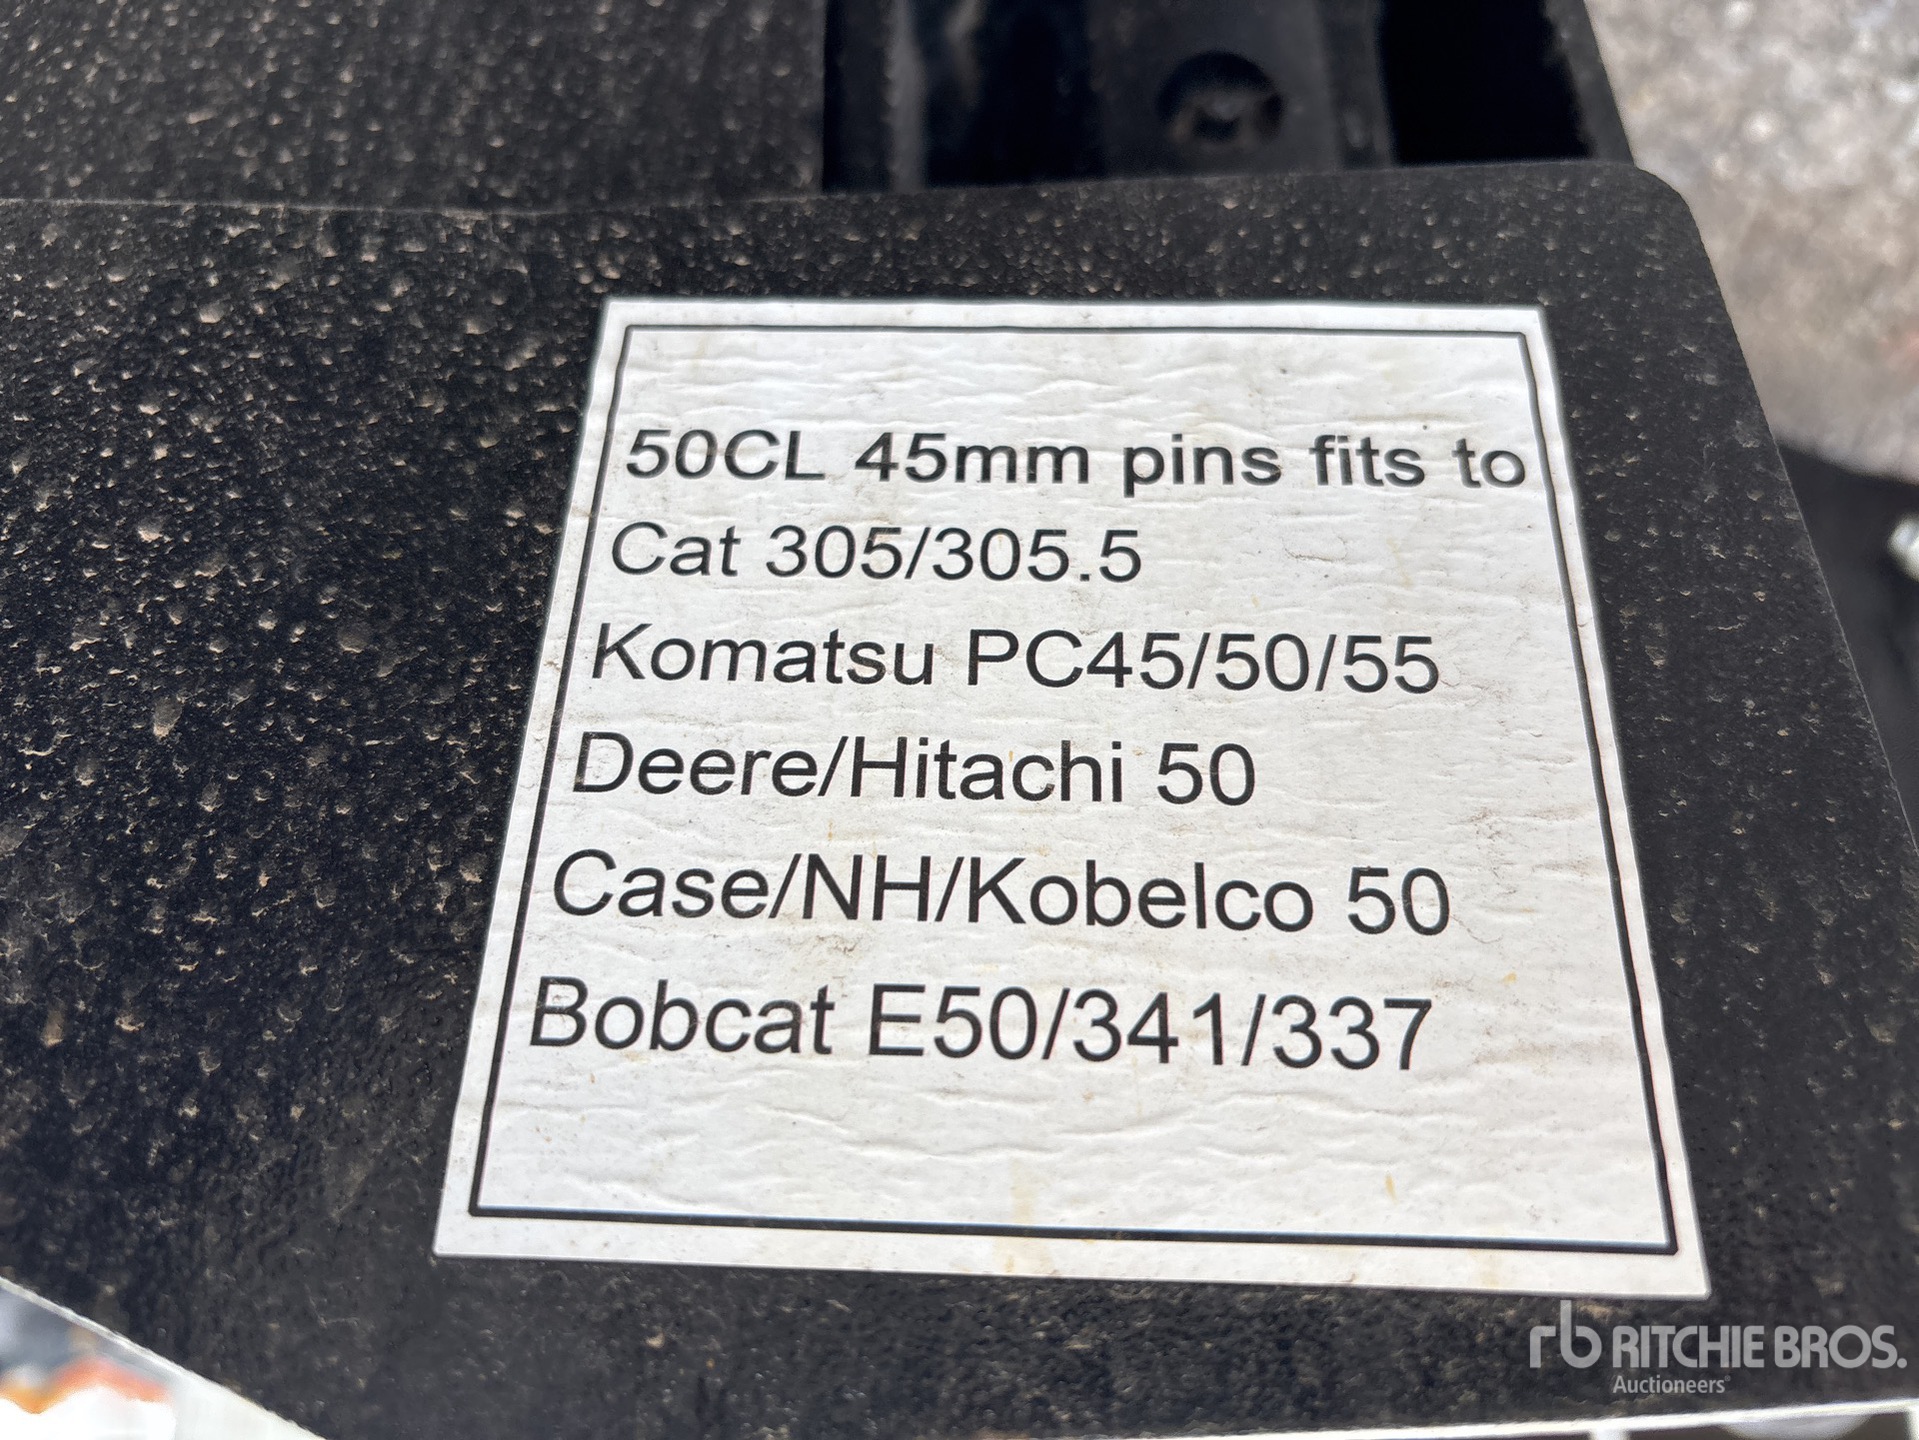 50CL 45mm pins fits to
Cat 305/305.5
Komatsu PC45/50/55
Deere/Hitachi 50
Case/NH/Kobelco 50
Bobcat E50/341/337
rb RITCHIE BROS.
Auctioneers®